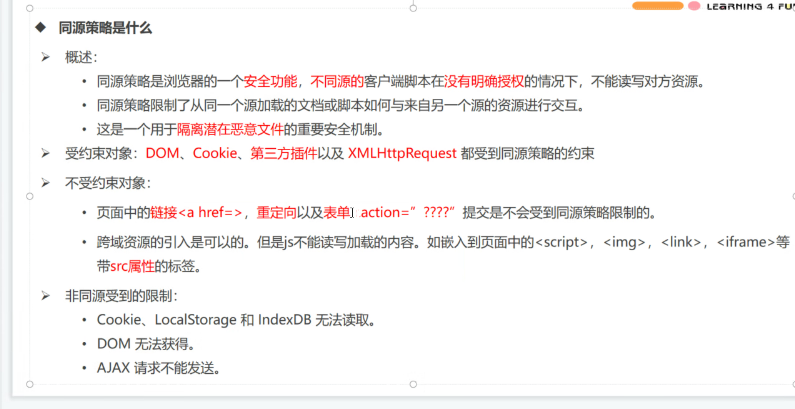 LEARNING 4 FU
◆ 同源策略是什么
➢ 概述：
• 同源策略是浏览器的一个安全功能，不同源的客户端脚本在没有明确授权的情况下，不能读写对方资源。
• 同源策略限制了从同一个源加载的文档或脚本如何与来自另一个源的资源进行交互。
• 这是一个用于隔离潜在恶意文件的重要安全机制。
➢ 受约束对象：DOM、Cookie、第三方插件以及 XMLHttpRequest 都受到同源策略的约束
➢ 不受约束对象：
• 页面中的链接<a href=>，重定向以及表单 action=”????”提交是不会受到同源策略限制的。
• 跨域资源的引入是可以的。但是js不能读写加载的内容。如嵌入到页面中的<script>，<img>，<link>，<iframe>等
带src属性的标签。
➢ 非同源受到的限制：
• Cookie、LocalStorage 和 IndexDB 无法读取。
• DOM 无法获得。
• AJAX 请求不能发送。